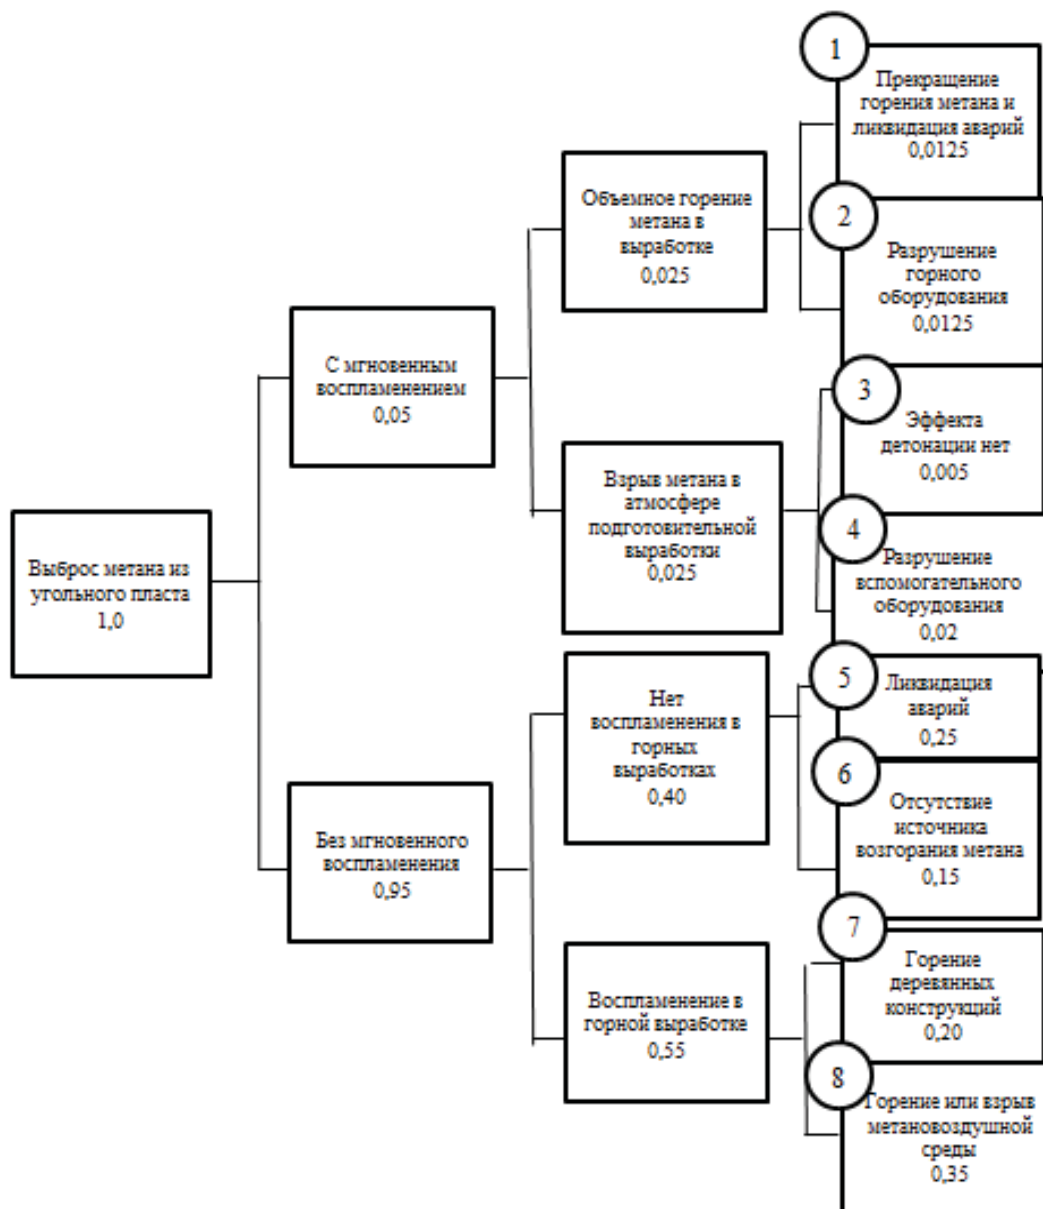 Выброс метана из
угольного пласта
1,0
С мгновенным
воспламенением
0,05
Без мгновенного
воспламенения
0,95
Объемное горение
метана в
выработке
0,025
Взрыв метана в
атмосфере
подготовительной
выработки
0,025
Нет
воспламенения в
горных
выработках
0,40
Воспламенение в
горной выработке
0,55
1
Прекращение
горения метана и
ликвидация аварий
0,0125
2
Разрушение
горного
оборудования
0,0125
3
Эффекта
детонации нет
0,005
4
Разрушение
вспомогательного
оборудования
0,02
5
Ликвидация
аварий
0,25
6
Отсутствие
источника
возгорания метана
0,15
7
Горение
деревянных
конструкций
0,20
8
Горение или взрыв
метановоздушной
среды
0,35